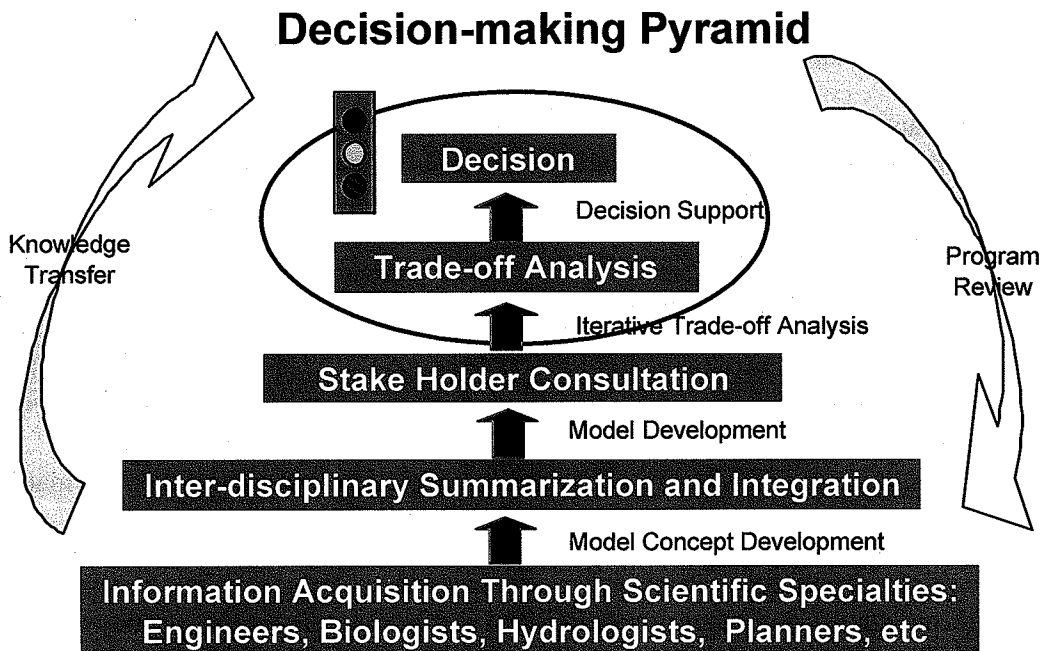 Decision-making Pyramid
Decision
Decision Support
Knowledge
Transfer
Trade-off Analysis
Program
Review
Iterative Trade-off Analysis
Stake Holder Consultation
Model Development
Inter-disciplinary Summarization and Integration
Model Concept Development
Information Acquisition Through Scientific Specialties:
Engineers, Biologists, Hydrologists, Planners, etc